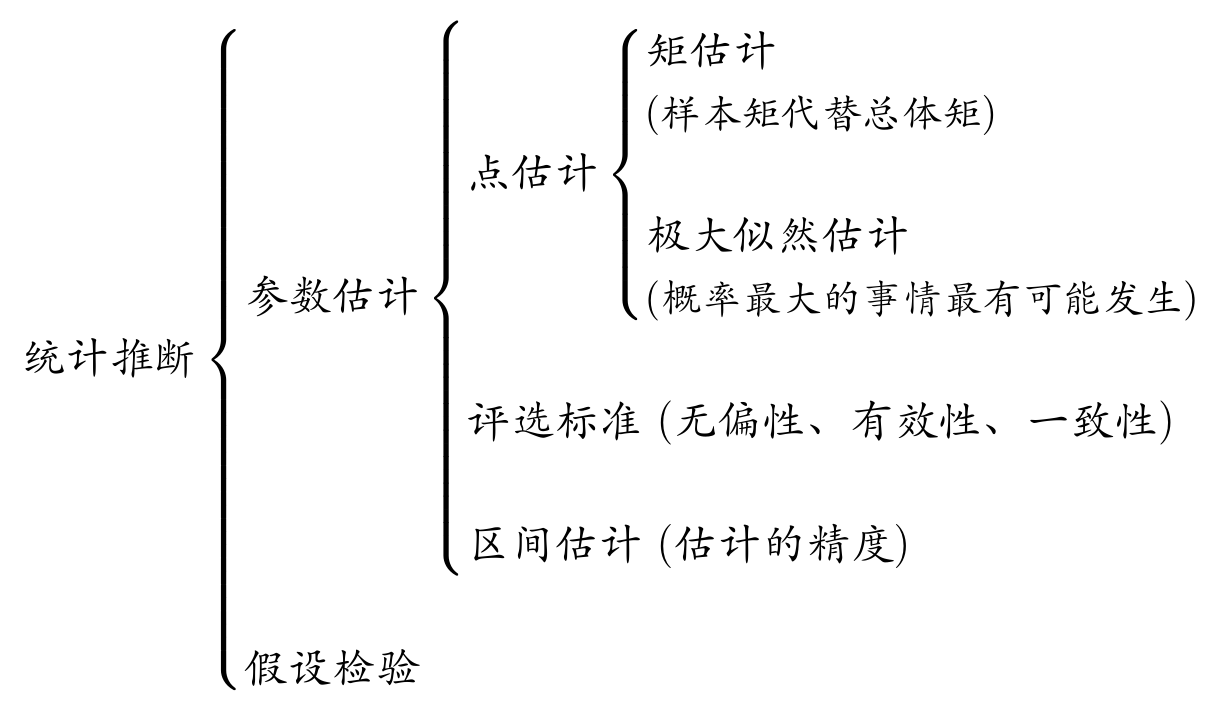 矩估计
(样本矩代替总体矩)
点估计
极大似然估计
(概率最大的事情最有可能发生)
参数估计
统计推断
评选标准 (无偏性、有效性、一致性)
区间估计 (估计的精度)
假设检验